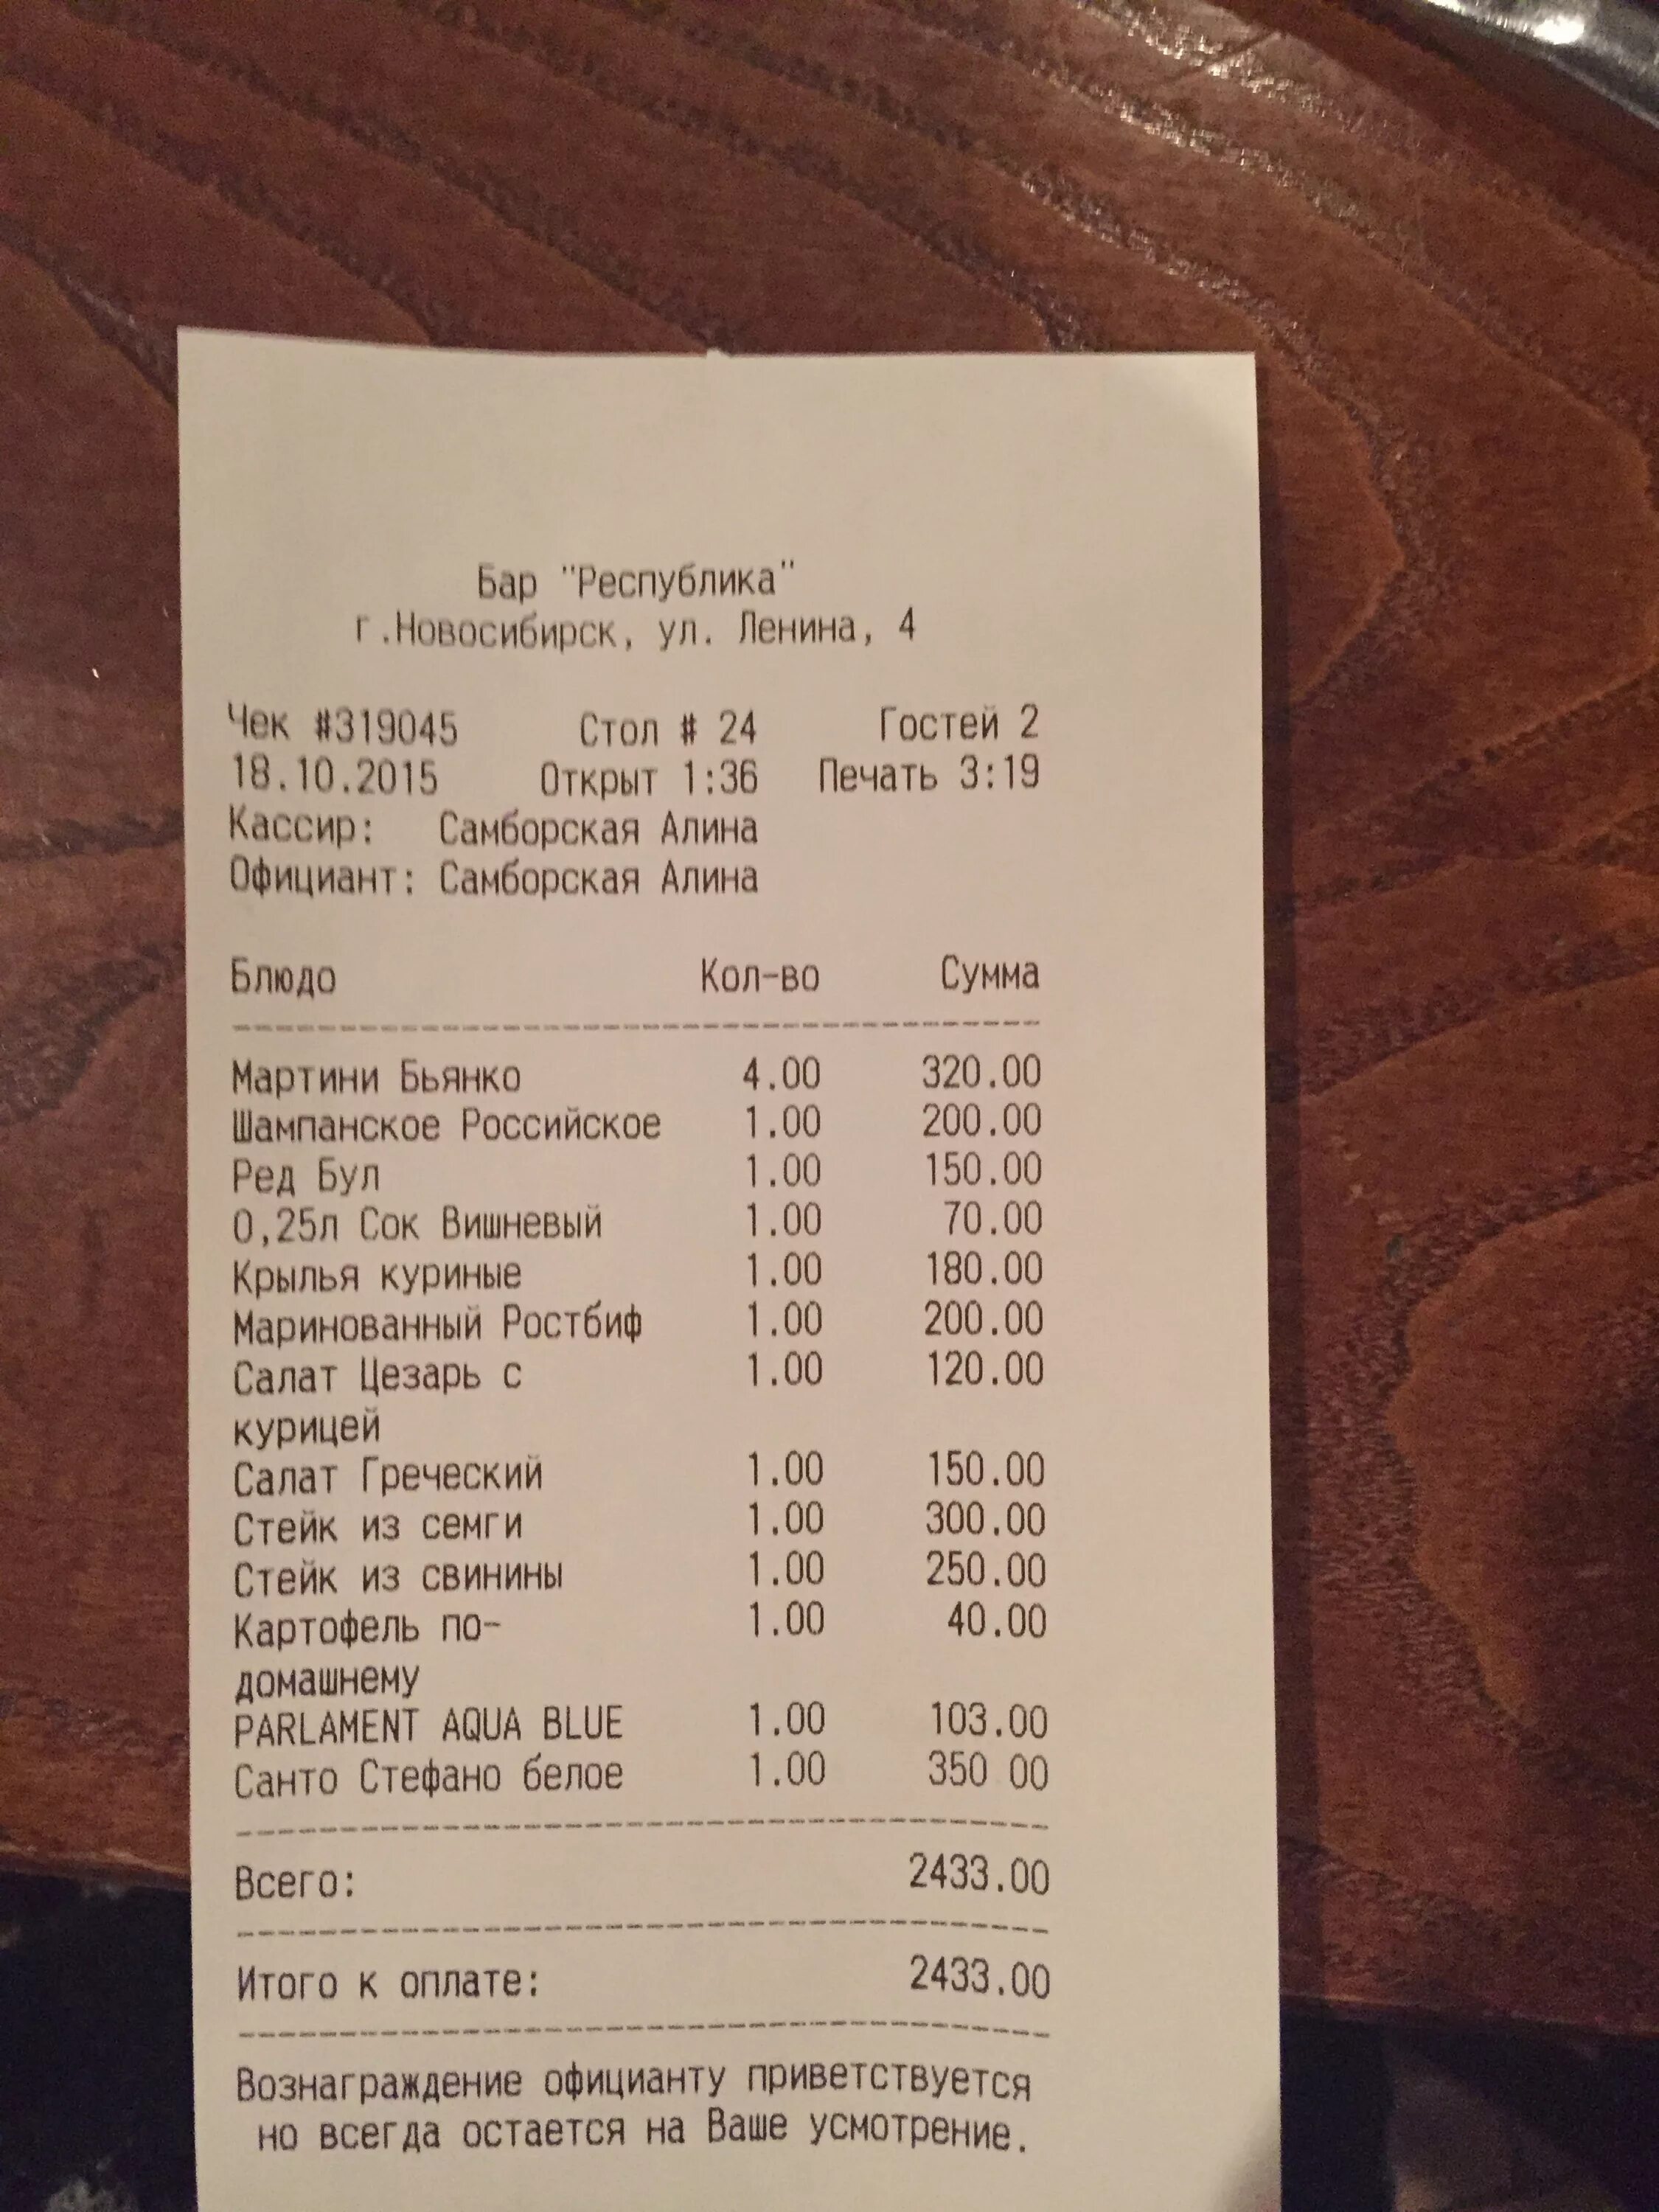 Бар "Республика"
г.Новосибирск, ул. Ленина, 4
Чек #319045 Стол # 24 Гостей 2
18.10.2015 Открыт 1:36 Печать 3:19
Кассир: Самборская Алина
Официант: Самборская Алина
Блюдо Кол-во Сумма
Мартини Бьянко 4.00 320.00
Шампанское Российское 1.00 200.00
Ред Бул 1.00 150.00
0,25л Сок Вишневый 1.00 70.00
Крылья куриные 1.00 180.00
Маринованный Ростбиф 1.00 200.00
Салат Цезарь с 1.00 120.00
курицей
Салат Греческий 1.00 150.00
Стейк из семги 1.00 300.00
Стейк из свинины 1.00 250.00
Картофель по- 1.00 40.00
домашнему
PARLAMENT AQUA BLUE 1.00 103.00
Санто Стефано белое 1.00 350 00
Всего: 2433.00
Итого к оплате: 2433.00
Вознаграждение официанту приветствуется
но всегда остается на Ваше усмотрение.